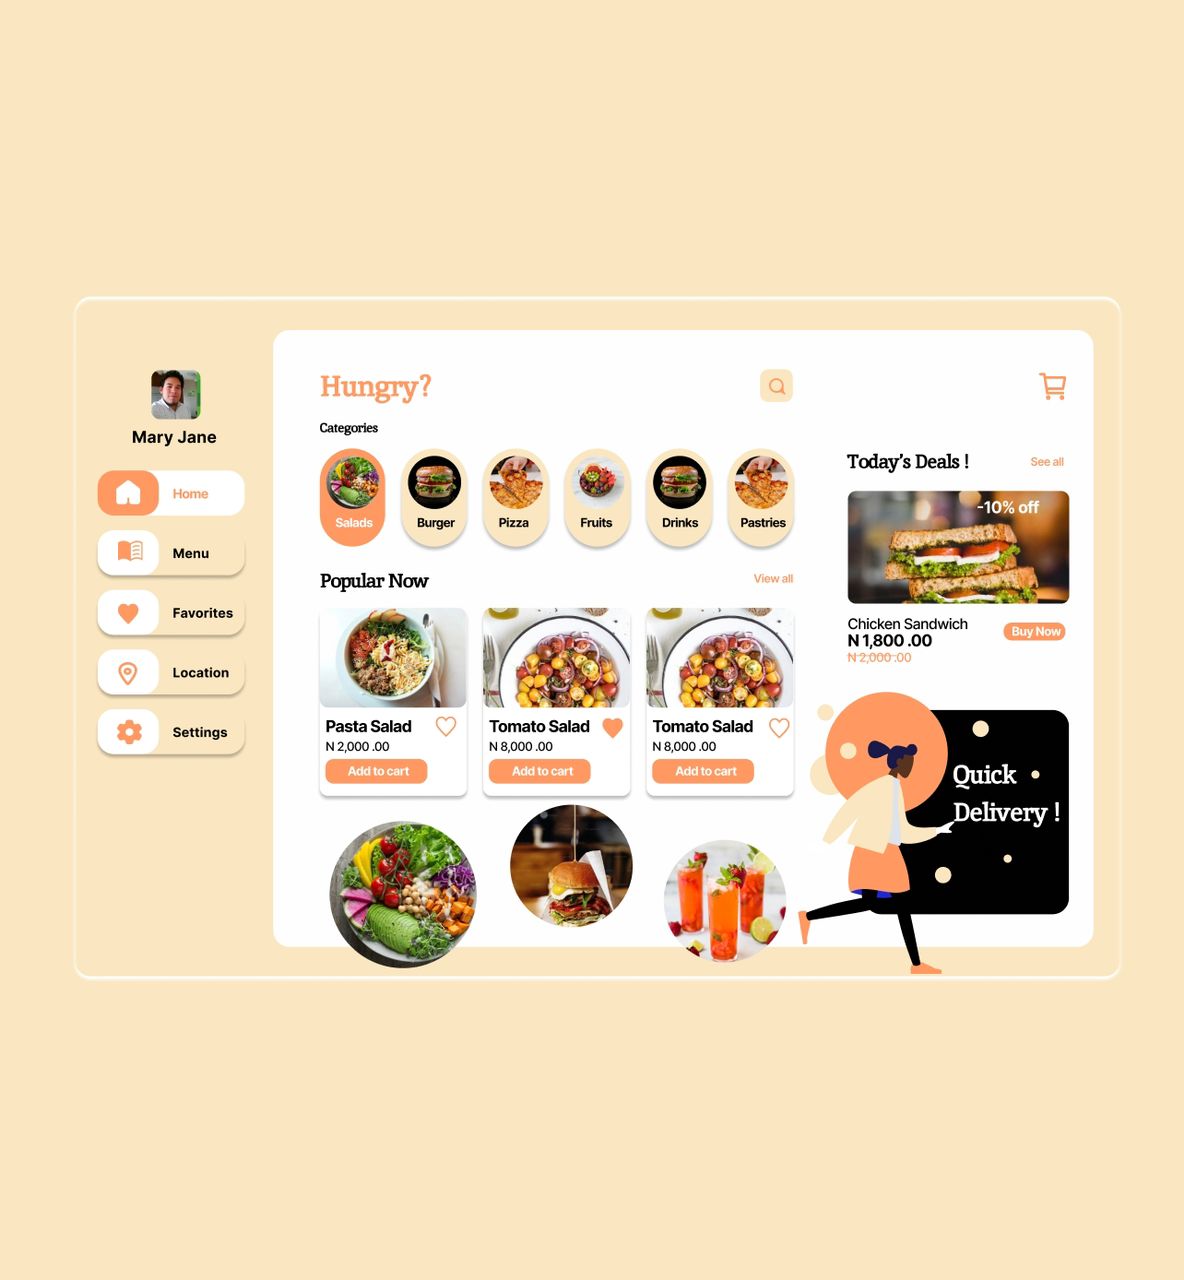 Mary Jane
Home
Menu
Favorites
Location
Settings
Hungry?
Categories
Salads
Burger
Pizza
Fruits
Drinks
Pastries
Popular Now
View all
Pasta Salad
N 2,000 .00
Add to cart
Tomato Salad
N 8,000 .00
Add to cart
Tomato Salad
N 8,000 .00
Add to cart
Today's Deals !
See all
-10% off
Chicken Sandwich
N 1,800 .00
Buy Now
N 2,000 .00
Quick
Delivery !